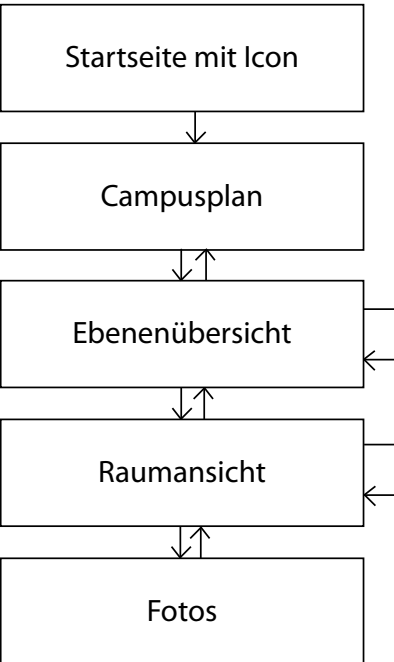 Startseite mit Icon
Campusplan
Ebenenübersicht
Raumansicht
Fotos